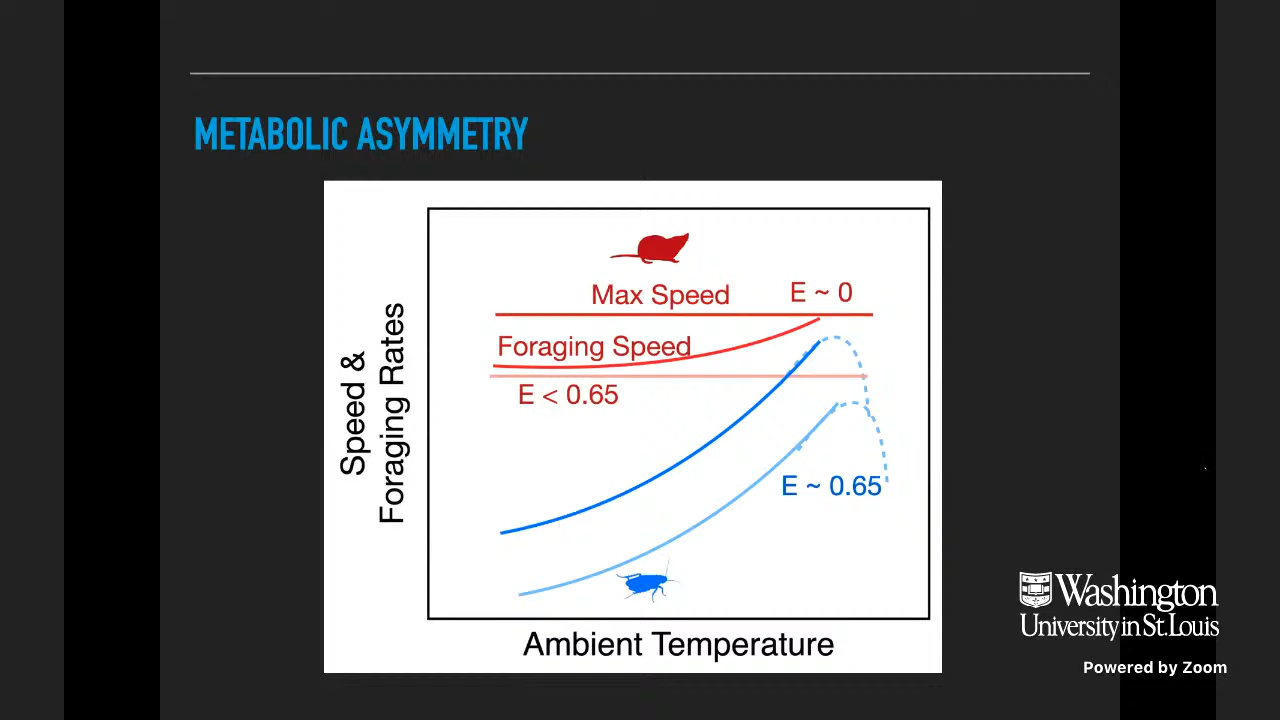 METABOLIC ASYMMETRY
Max Speed
E ~ 0
Foraging Speed
E < 0.65
E ~ 0.65
Speed &
Foraging Rates
Ambient Temperature
Washington
University in St. Louis
Powered by Zoom